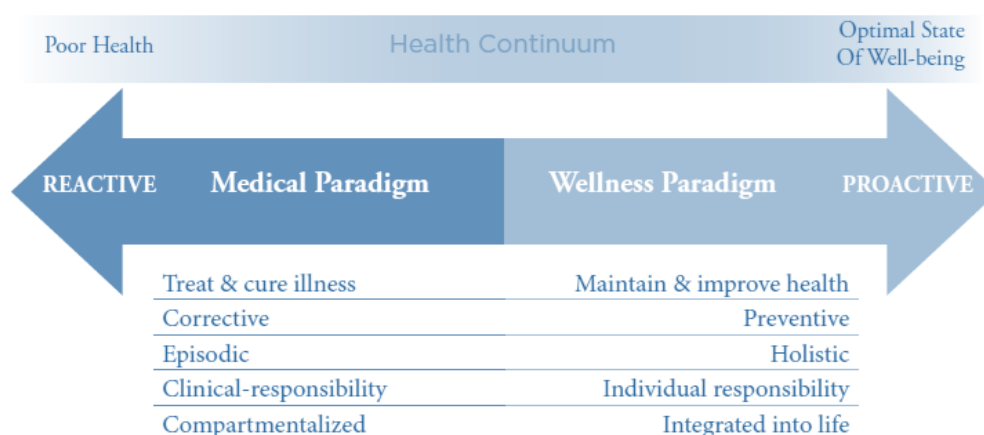 Poor Health
Health Continuum
Optimal State
Of Well-being
REACTIVE
Medical Paradigm
Wellness Paradigm
PROACTIVE
Treat & cure illness
Maintain & improve health
Corrective
Preventive
Episodic
Holistic
Clinical-responsibility
Individual responsibility
Compartmentalized
Integrated into life